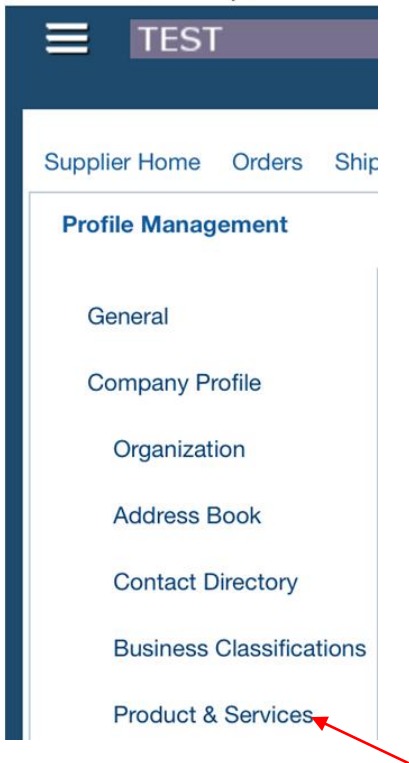 TEST
Supplier Home Orders Ship
Profile Management
General
Company Profile
Organization
Address Book
Contact Directory
Business Classifications
Product & Services